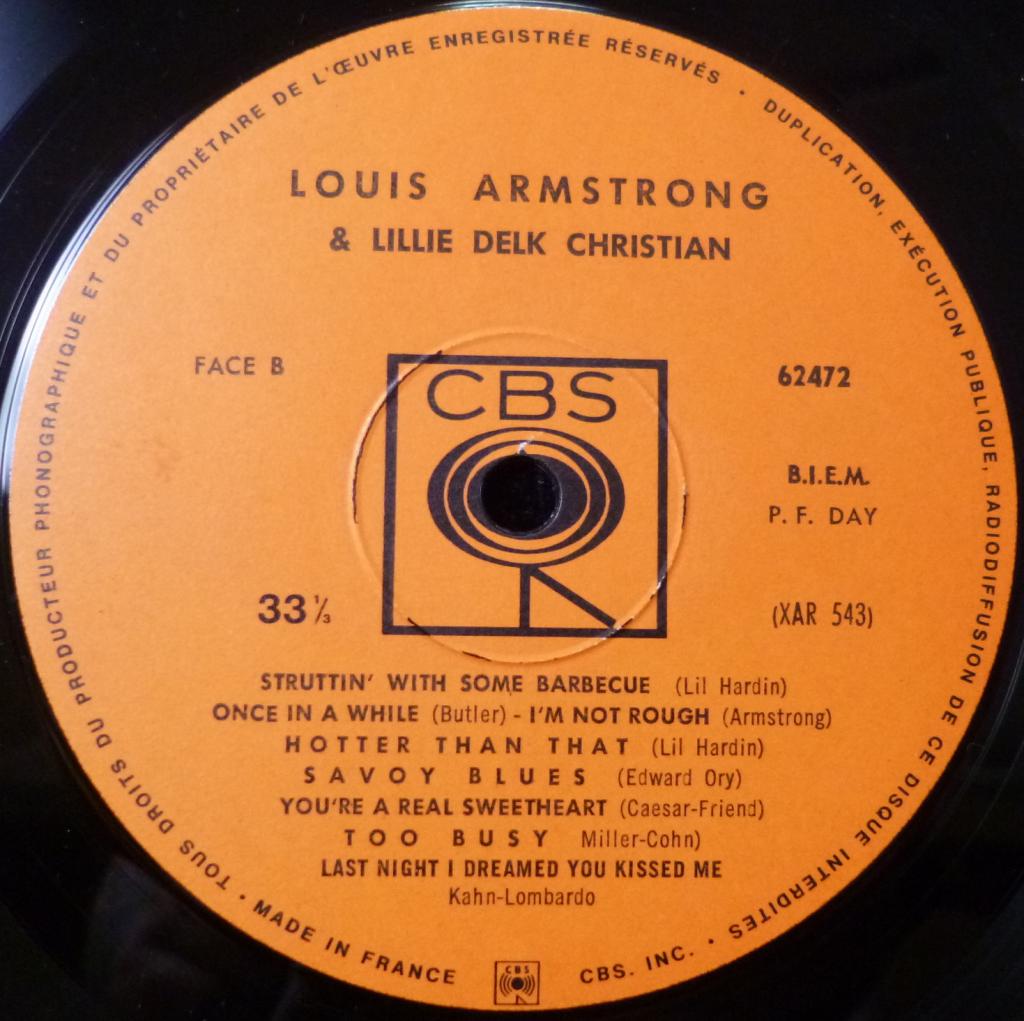 TOUS DROITS DU PRODUCTEUR PHONOGRAPHIQUE ET DU PROPRIÉTAIRE DE L'ŒUVRE ENREGISTRÉE RÉSERVÉS · DUPLICATION, EXÉCUTION PUBLIQUE, RADIODIFFUSION DE CE DISQUE INTERDITES
LOUIS ARMSTRONG
& LILLIE DELK CHRISTIAN
FACE B
62472
CBS
B.I.E.M.
P. F. DAY
33 ⅓
(XAR 543)
STRUTTIN' WITH SOME BARBECUE (Lil Hardin)
ONCE IN A WHILE (Butler) - I'M NOT ROUGH (Armstrong)
HOTTER THAN THAT (Lil Hardin)
SAVOY BLUES (Edward Ory)
YOU'RE A REAL SWEETHEART (Caesar-Friend)
TOO BUSY Miller-Cohn)
LAST NIGHT I DREAMED YOU KISSED ME
Kahn-Lombardo
· MADE IN FRANCE
CBS
CBS. INC. ·